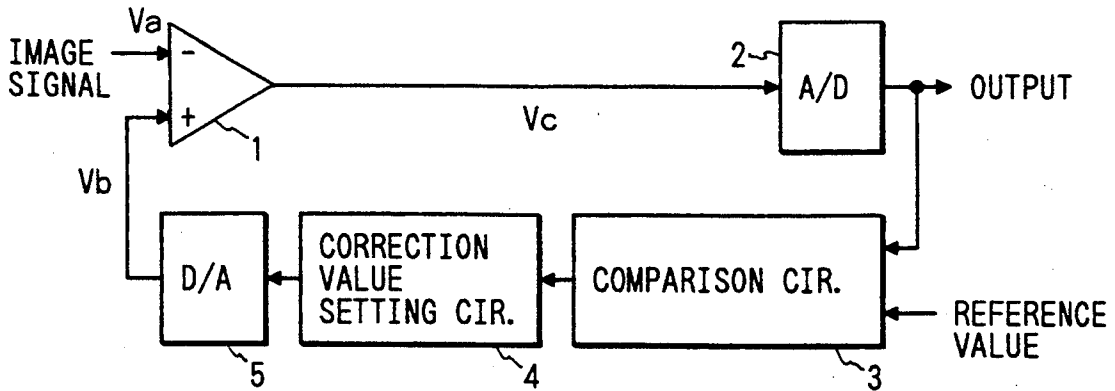 Va
IMAGE
SIGNAL
-
+
1
Vb
Vc
2
A/D
OUTPUT
D/A
5
CORRECTION
VALUE
SETTING CIR.
4
COMPARISON CIR.
3
REFERENCE
VALUE